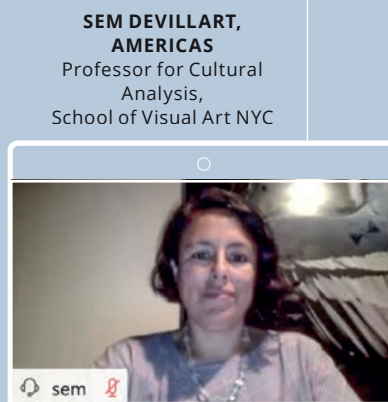 SEM DEVILLART,
AMERICAS
Professor for Cultural
Analysis,
School of Visual Art NYC
sem